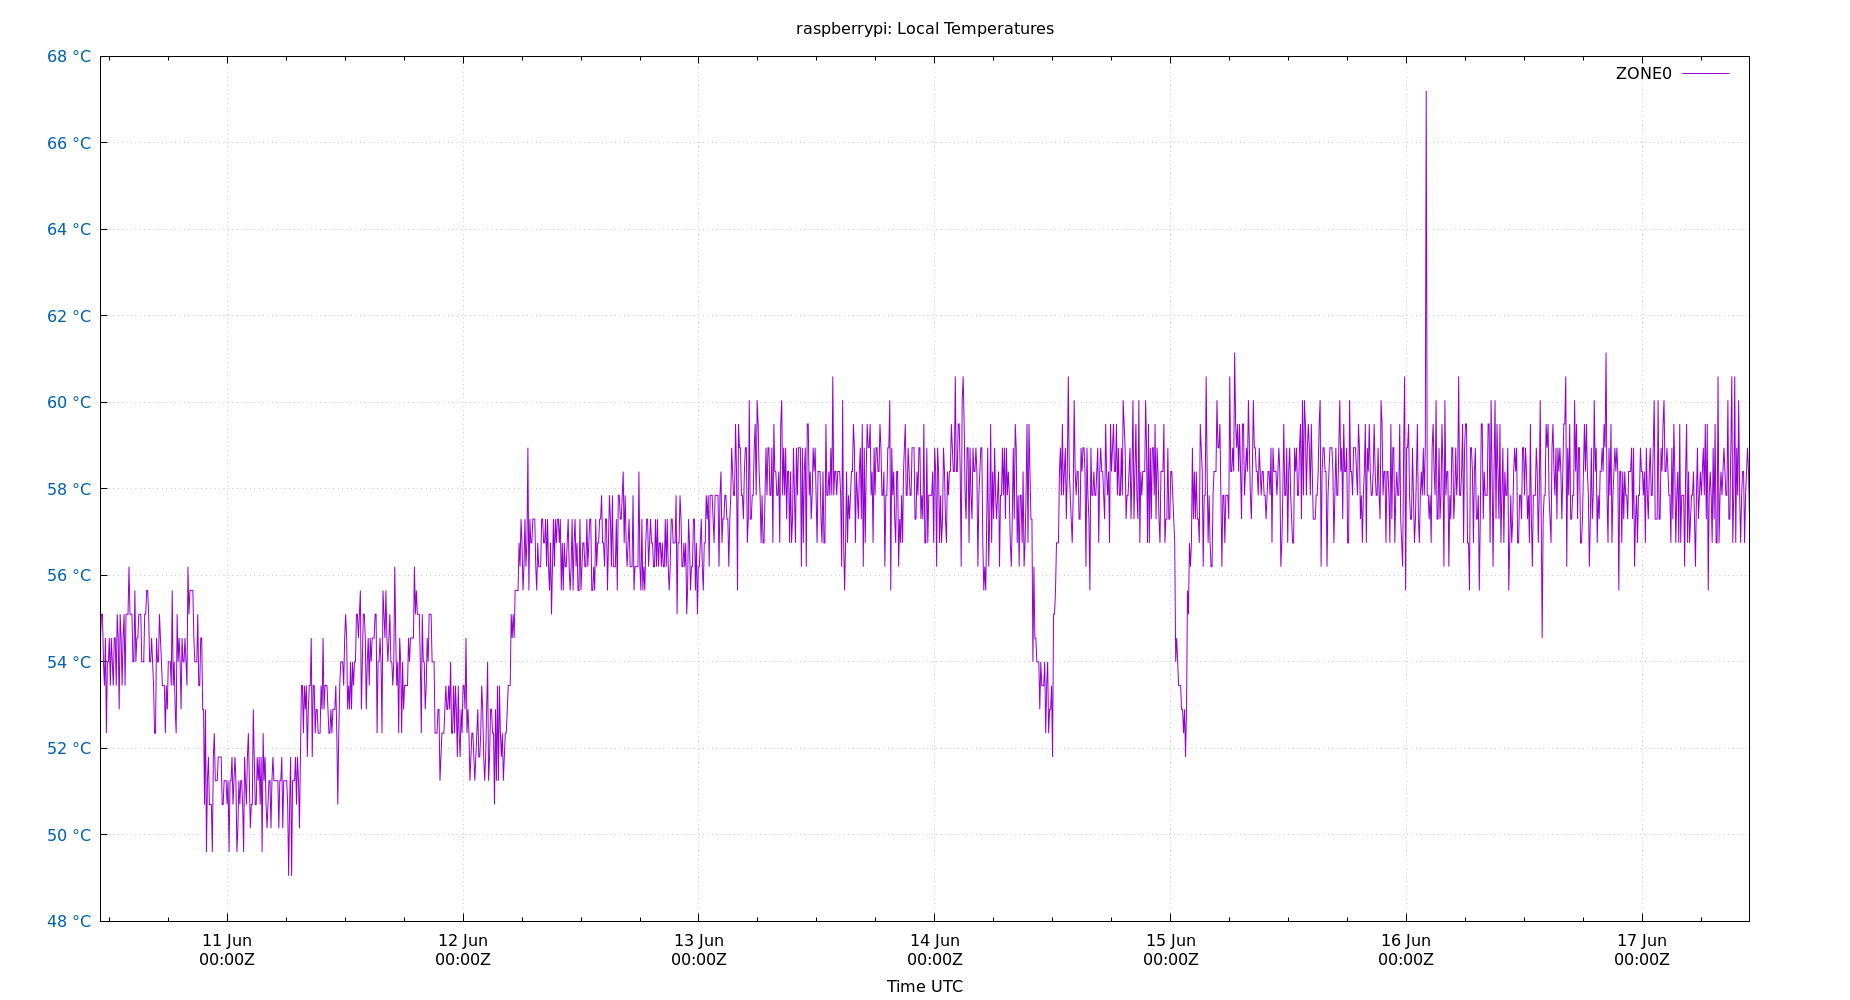 raspberrypi: Local Temperatures
68 °C
ZONE0
66 °C
64 °C
62 °C
60 °C
58 °C
56 °C
54 °C
52 °C
50 °C
48 °C
11 Jun 12 Jun 13 Jun 14 Jun 15 Jun 16 Jun 17 Jun
00:00Z 00:00Z 00:00Z 00:00Z 00:00Z 00:00Z 00:00Z
Time UTC